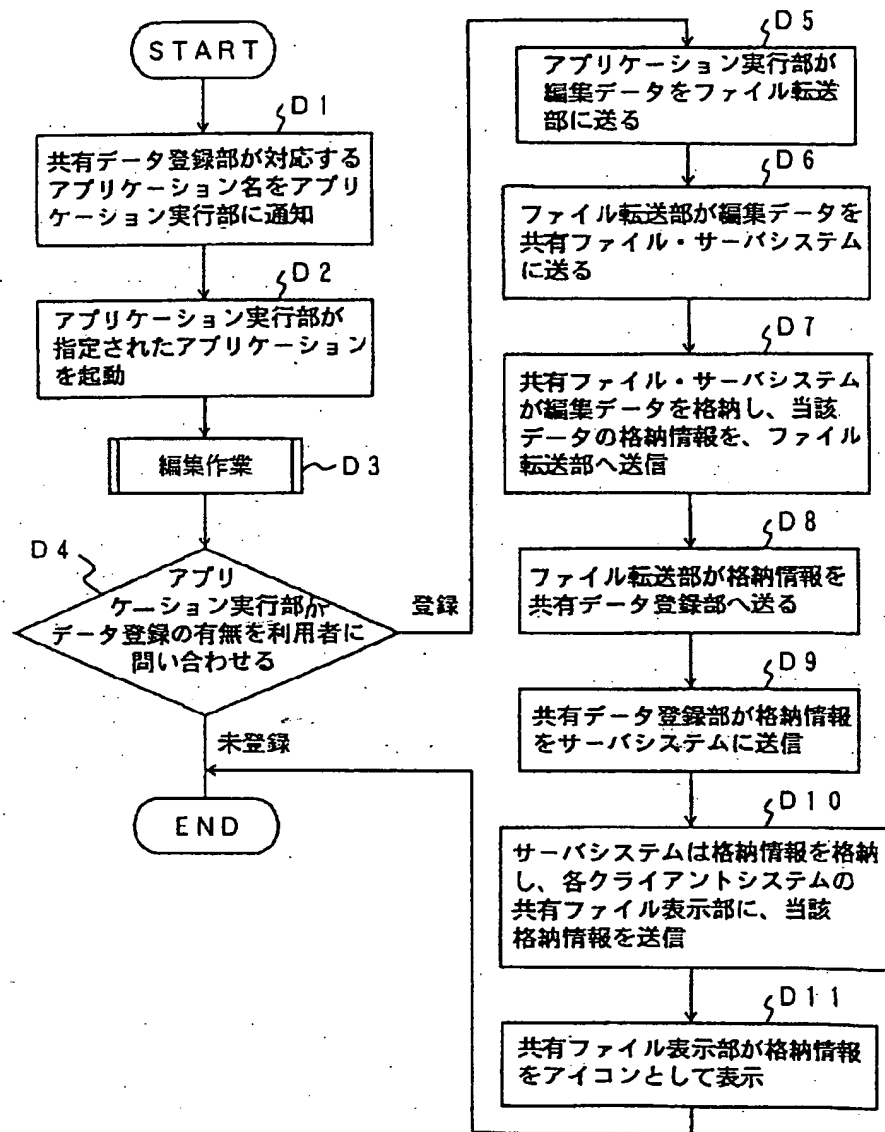 START
D1
共有データ登録部が対応する
アプリケーション名をアプリ
ケーション実行部に通知
D2
アプリケーション実行部が
指定されたアプリケーション
を起動
編集作業
D3
D4
アプリ
ケーション実行部が
データ登録の有無を利用者に
問い合わせる
登録
未登録
END
D5
アプリケーション実行部が
編集データをファイル転送
部に送る
D6
ファイル転送部が編集データを
共有ファイル・サーバシステム
に送る
D7
共有ファイル・サーバシステム
が編集データを格納し、当該
データの格納情報を、ファイル
転送部へ送信
D8
ファイル転送部が格納情報を
共有データ登録部へ送る
D9
共有データ登録部が格納情報
をサーバシステムに送信
D10
サーバシステムは格納情報を格納
し、各クライアントシステムの
共有ファイル表示部に、当該
格納情報を送信
D11
共有ファイル表示部が格納情報
をアイコンとして表示